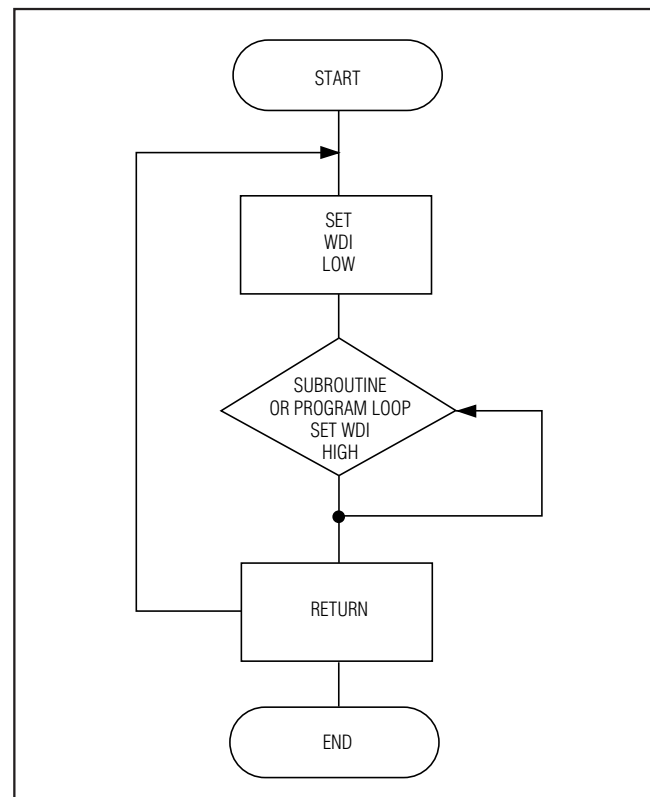 START
SET
WDI
LOW
SUBROUTINE
OR PROGRAM LOOP
SET WDI
HIGH
RETURN
END